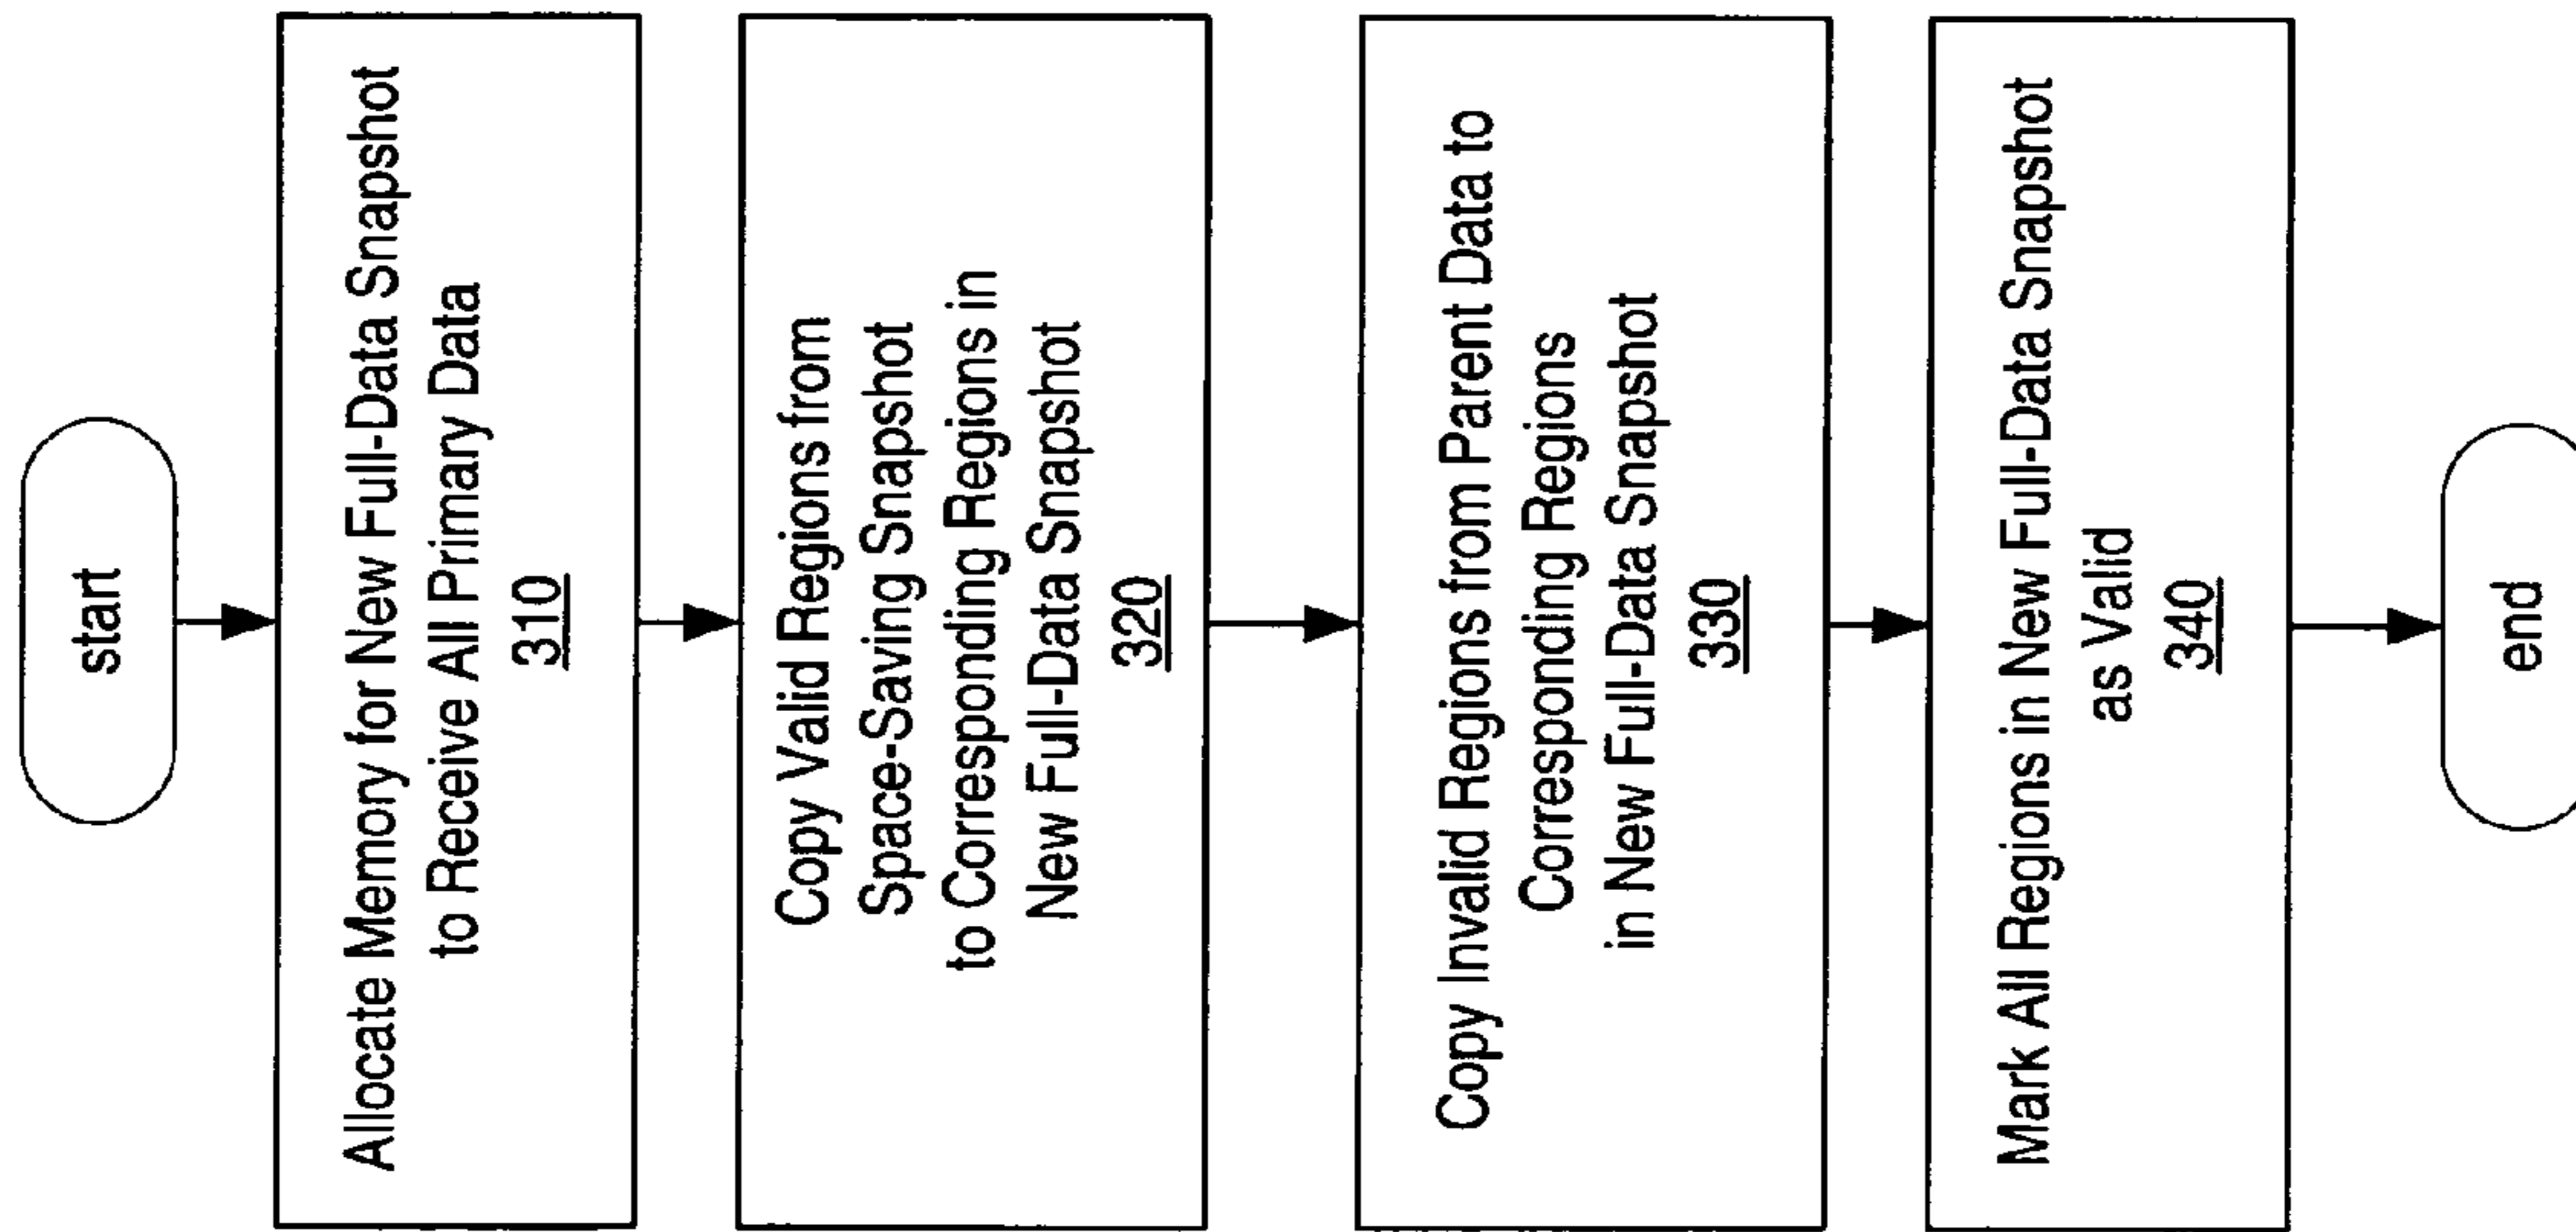 start
Allocate Memory for New Full-Data Snapshot
to Receive All Primary Data
310
Copy Valid Regions from
Space-Saving Snapshot
to Corresponding Regions in
New Full-Data Snapshot
320
Copy Invalid Regions from Parent Data to
Corresponding Regions
in New Full-Data Snapshot
330
Mark All Regions in New Full-Data Snapshot
as Valid
340
end